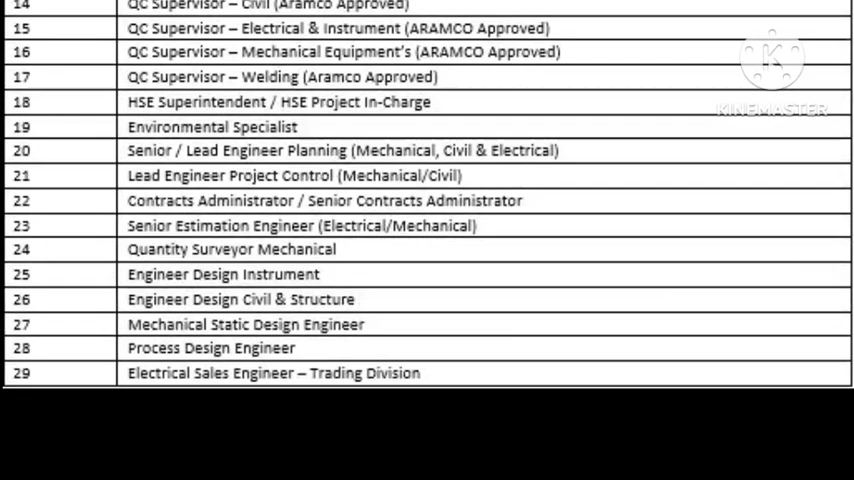 14 QC Supervisor – Civil (Aramco Approved)
15 QC Supervisor – Electrical & Instrument (ARAMCO Approved)
16 QC Supervisor – Mechanical Equipment's (ARAMCO Approved)
17 QC Supervisor – Welding (Aramco Approved)
18 HSE Superintendent / HSE Project In-Charge
19 Environmental Specialist
20 Senior / Lead Engineer Planning (Mechanical, Civil & Electrical)
21 Lead Engineer Project Control (Mechanical/Civil)
22 Contracts Administrator / Senior Contracts Administrator
23 Senior Estimation Engineer (Electrical/Mechanical)
24 Quantity Surveyor Mechanical
25 Engineer Design Instrument
26 Engineer Design Civil & Structure
27 Mechanical Static Design Engineer
28 Process Design Engineer
29 Electrical Sales Engineer – Trading Division
K
KINEMASTER